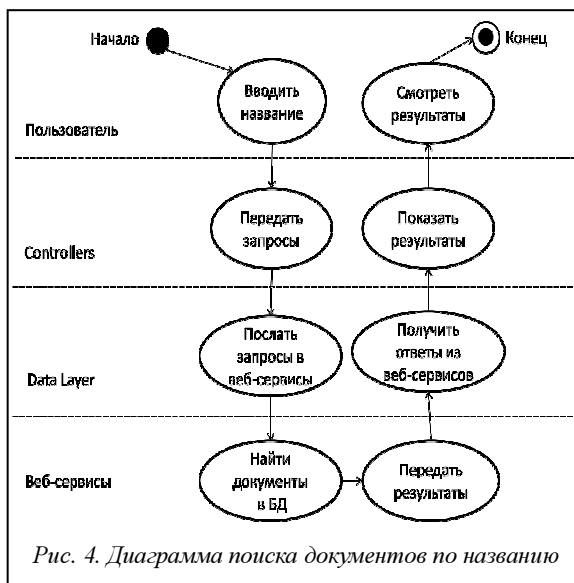 Начало
Конец
Вводить
название
Смотреть
результаты
Пользователь
Передать
запросы
Показать
результаты
Controllers
Послать
запросы в
веб-сервисы
Получить
ответы из
веб-сервисов
Data Layer
Найти
документы
в БД
Передать
результаты
Веб-сервисы
Рис. 4. Диаграмма поиска документов по названию